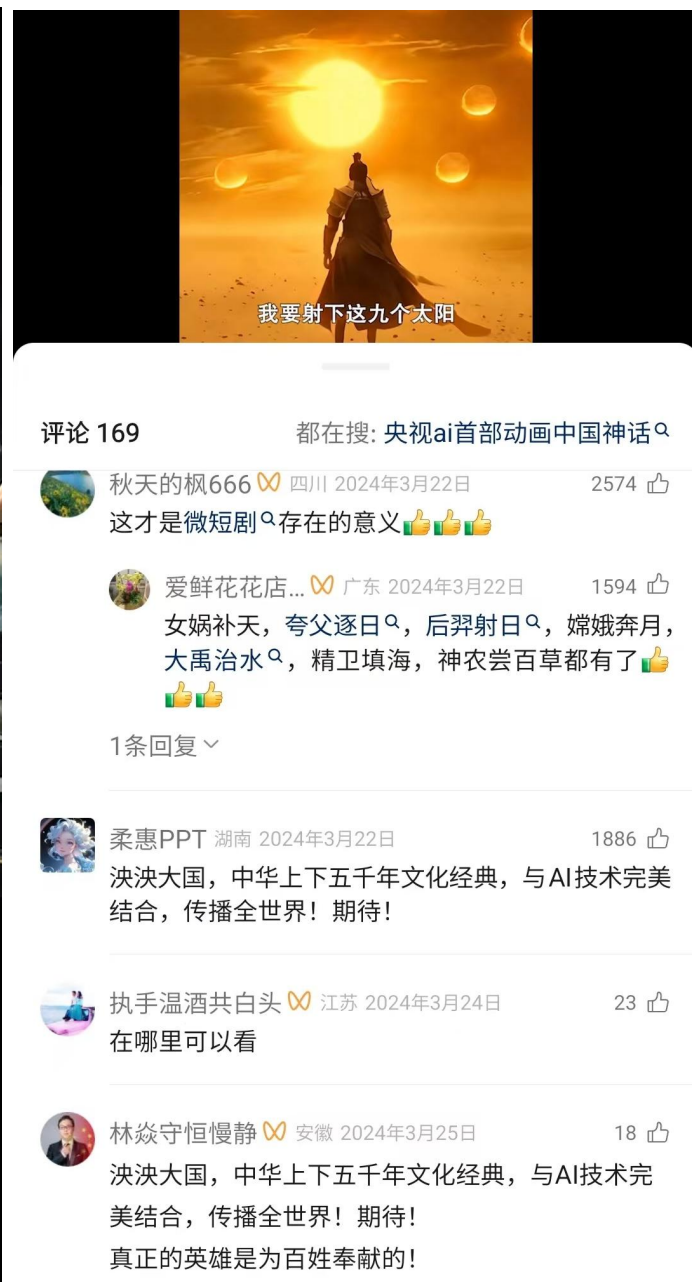 我要射下这九个太阳
评论 169
都在搜: 央视ai首部动画中国神话
秋天的枫666 四川 2024年3月22日 2574
这才是微短剧存在的意义👍👍👍
爱鲜花花店... 广东 2024年3月22日 1594
女娲补天，夸父逐日，后羿射日，嫦娥奔月，
大禹治水，精卫填海，神农尝百草都有了👍
👍👍
1条回复
柔惠PPT 湖南 2024年3月22日 1886
泱泱大国，中华上下五千年文化经典，与AI技术完美
结合，传播全世界！期待！
执手温酒共白头 江苏 2024年3月24日 23
在哪里可以看
林焱守恒慢静 安徽 2024年3月25日 18
泱泱大国，中华上下五千年文化经典，与AI技术完
美结合，传播全世界！期待！
真正的英雄是为百姓奉献的！